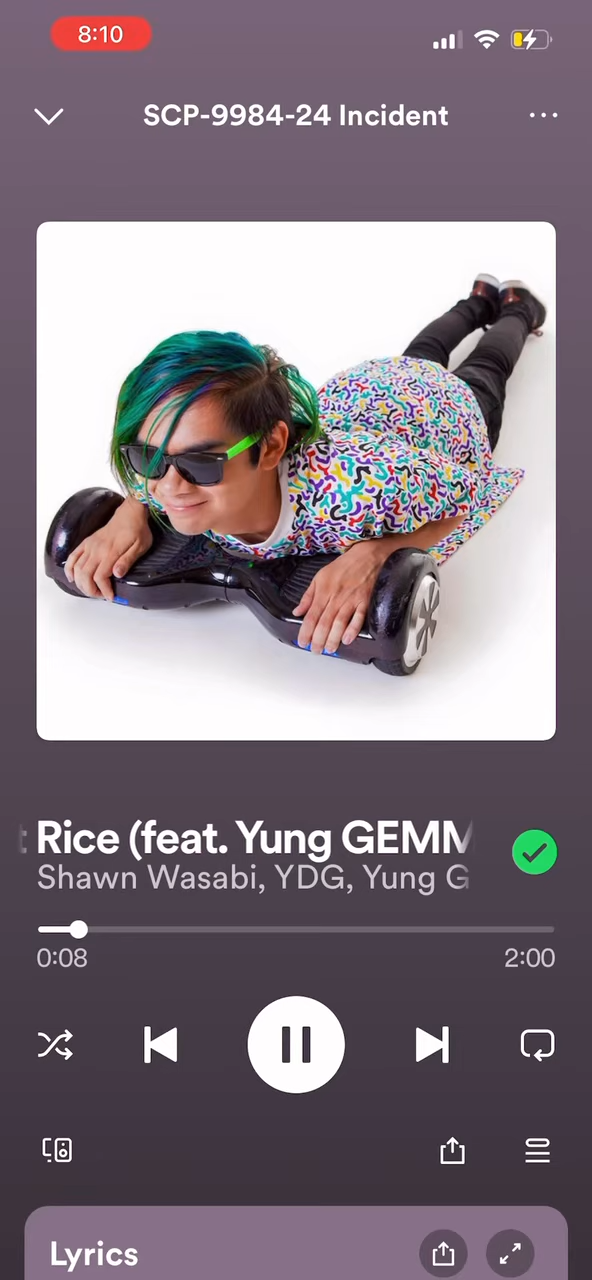 8:10
SCP-9984-24 Incident
Rice (feat. Yung GEMM
Shawn Wasabi, YDG, Yung G
0:08
2:00
Lyrics